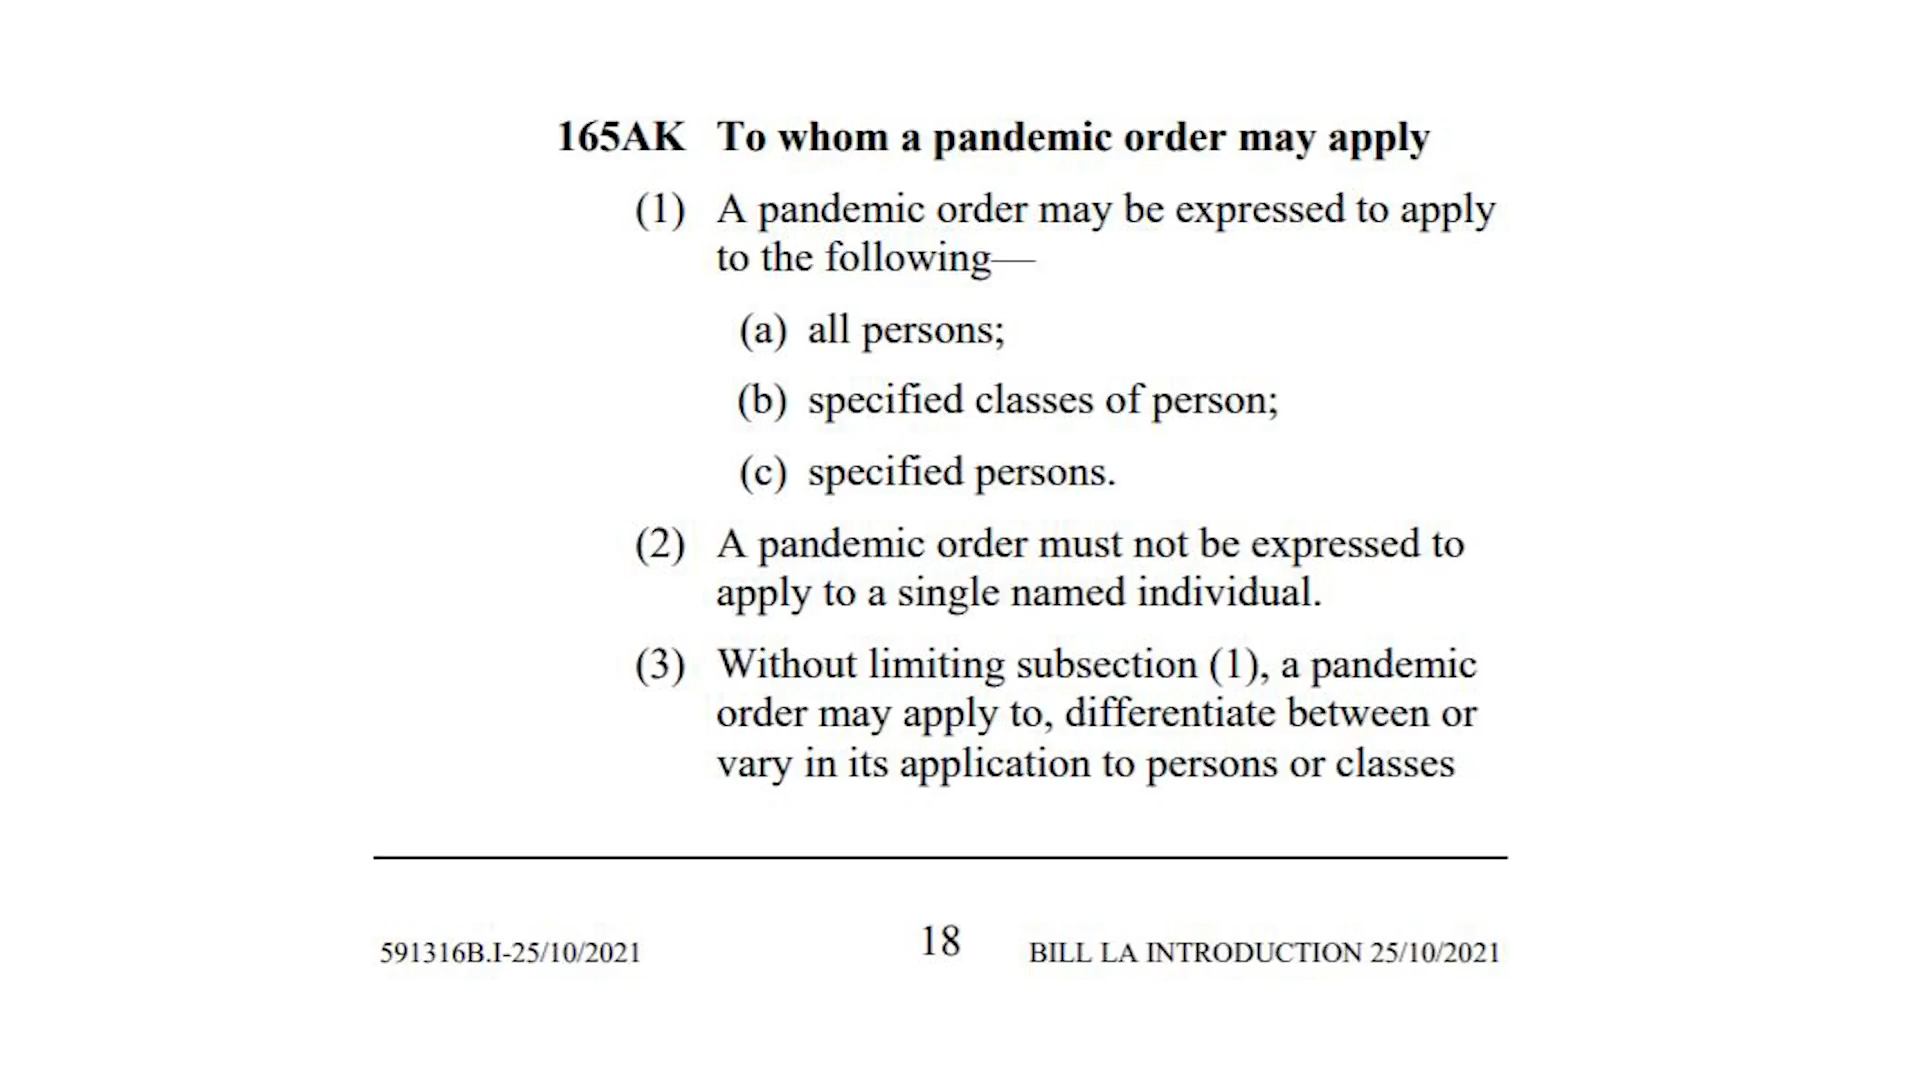 165AK To whom a pandemic order may apply
(1) A pandemic order may be expressed to apply
to the following—
(a) all persons;
(b) specified classes of person;
(c) specified persons.
(2) A pandemic order must not be expressed to
apply to a single named individual.
(3) Without limiting subsection (1), a pandemic
order may apply to, differentiate between or
vary in its application to persons or classes
591316B.I-25/10/2021 18 BILL LA INTRODUCTION 25/10/2021